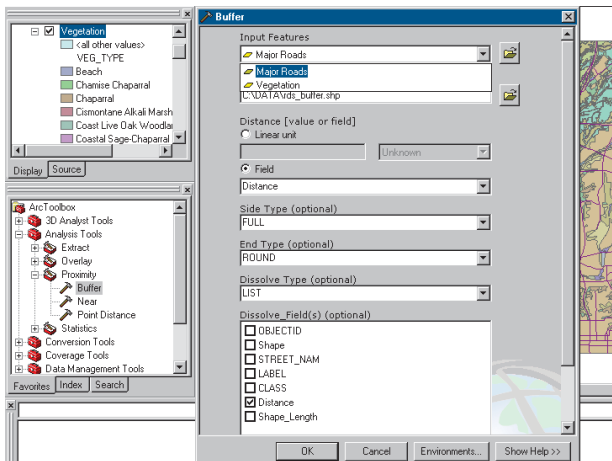 Vegetation
<all other values>
VEG_TYPE
Beach
Chamise Chaparral
Chaparral
Cismontane Alkali Marsh
Coast Live Oak Woodla
Coastal Sage-Chaparral
Display
Source
ArcToolbox
3D Analyst Tools
Analysis Tools
Extract
Overlay
Proximity
Buffer
Near
Point Distance
Statistics
Conversion Tools
Coverage Tools
Data Management Tools
Favorites
Index
Search
Buffer
Input Features
Major Roads
Major Roads
Vegetation
C:\DATA\rds_buffer.shp
Distance [value or field]
Linear unit
Unknown
Field
Distance
Side Type (optional)
FULL
End Type (optional)
ROUND
Dissolve Type (optional)
LIST
Dissolve_Field(s) (optional)
OBJECTID
Shape
STREET_NAM
LABEL
CLASS
Distance
Shape_Length
OK
Cancel
Environments...
Show Help >>